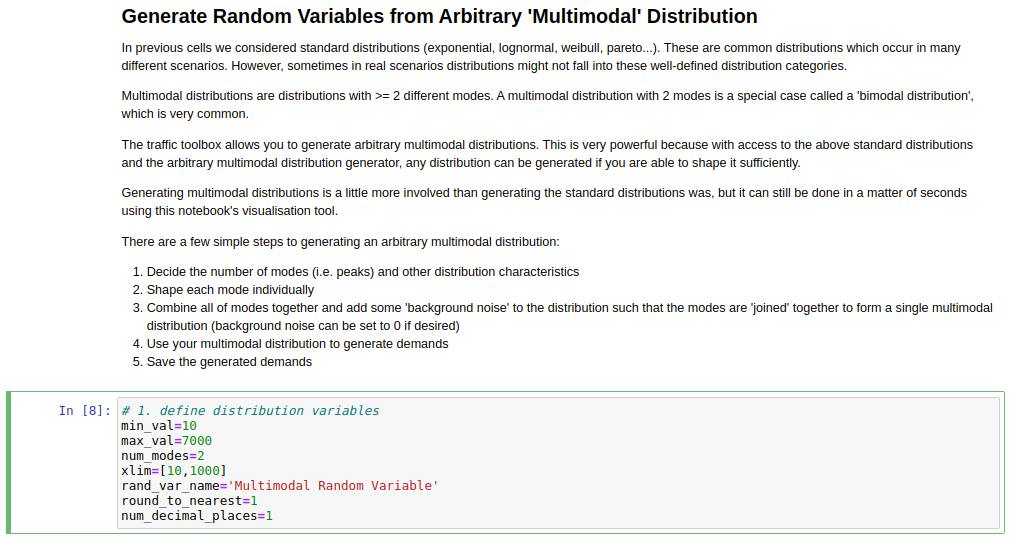 Generate Random Variables from Arbitrary 'Multimodal' Distribution
In previous cells we considered standard distributions (exponential, lognormal, weibull, pareto...). These are common distributions which occur in many
different scenarios. However, sometimes in real scenarios distributions might not fall into these well-defined distribution categories.
Multimodal distributions are distributions with >= 2 different modes. A multimodal distribution with 2 modes is a special case called a 'bimodal distribution',
which is very common.
The traffic toolbox allows you to generate arbitrary multimodal distributions. This is very powerful because with access to the above standard distributions
and the arbitrary multimodal distribution generator, any distribution can be generated if you are able to shape it sufficiently.
Generating multimodal distributions is a little more involved than generating the standard distributions was, but it can still be done in a matter of seconds
using this notebook's visualisation tool.
There are a few simple steps to generating an arbitrary multimodal distribution:
1. Decide the number of modes (i.e. peaks) and other distribution characteristics
2. Shape each mode individually
3. Combine all of modes together and add some 'background noise' to the distribution such that the modes are 'joined' together to form a single multimodal
distribution (background noise can be set to 0 if desired)
4. Use your multimodal distribution to generate demands
5. Save the generated demands
In [8]: # 1. define distribution variables
min_val=10
max_val=7000
num_modes=2
xlim=[10,1000]
rand_var_name='Multimodal Random Variable'
round_to_nearest=1
num_decimal_places=1